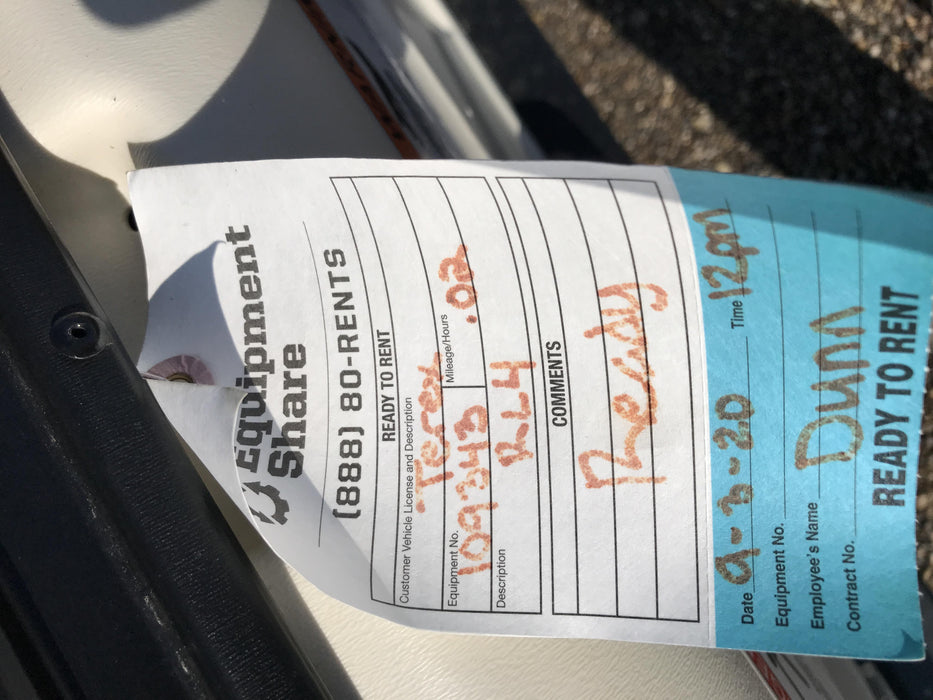 Equipment
Share
(888) 80-RENTS
READY TO RENT
Customer Vehicle License and Description
Terex
Equipment No. 109343 Mileage/Hours .02
Description RL4
COMMENTS
Ready
Date 9-3-20 Time 12pm
Equipment No.
Employee's Name Dunn
Contract No.
READY TO RENT